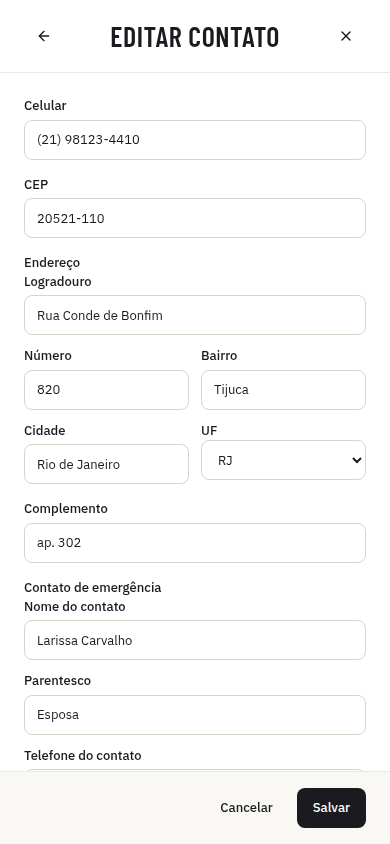 EDITAR CONTATO
Celular
(21) 98123-4410
CEP
20521-110
Endereço
Logradouro
Rua Conde de Bonfim
Número
Bairro
820
Tijuca
Cidade
UF
Rio de Janeiro
RJ
Complemento
ap. 302
Contato de emergência
Nome do contato
Larissa Carvalho
Parentesco
Esposa
Telefone do contato
Cancelar
Salvar